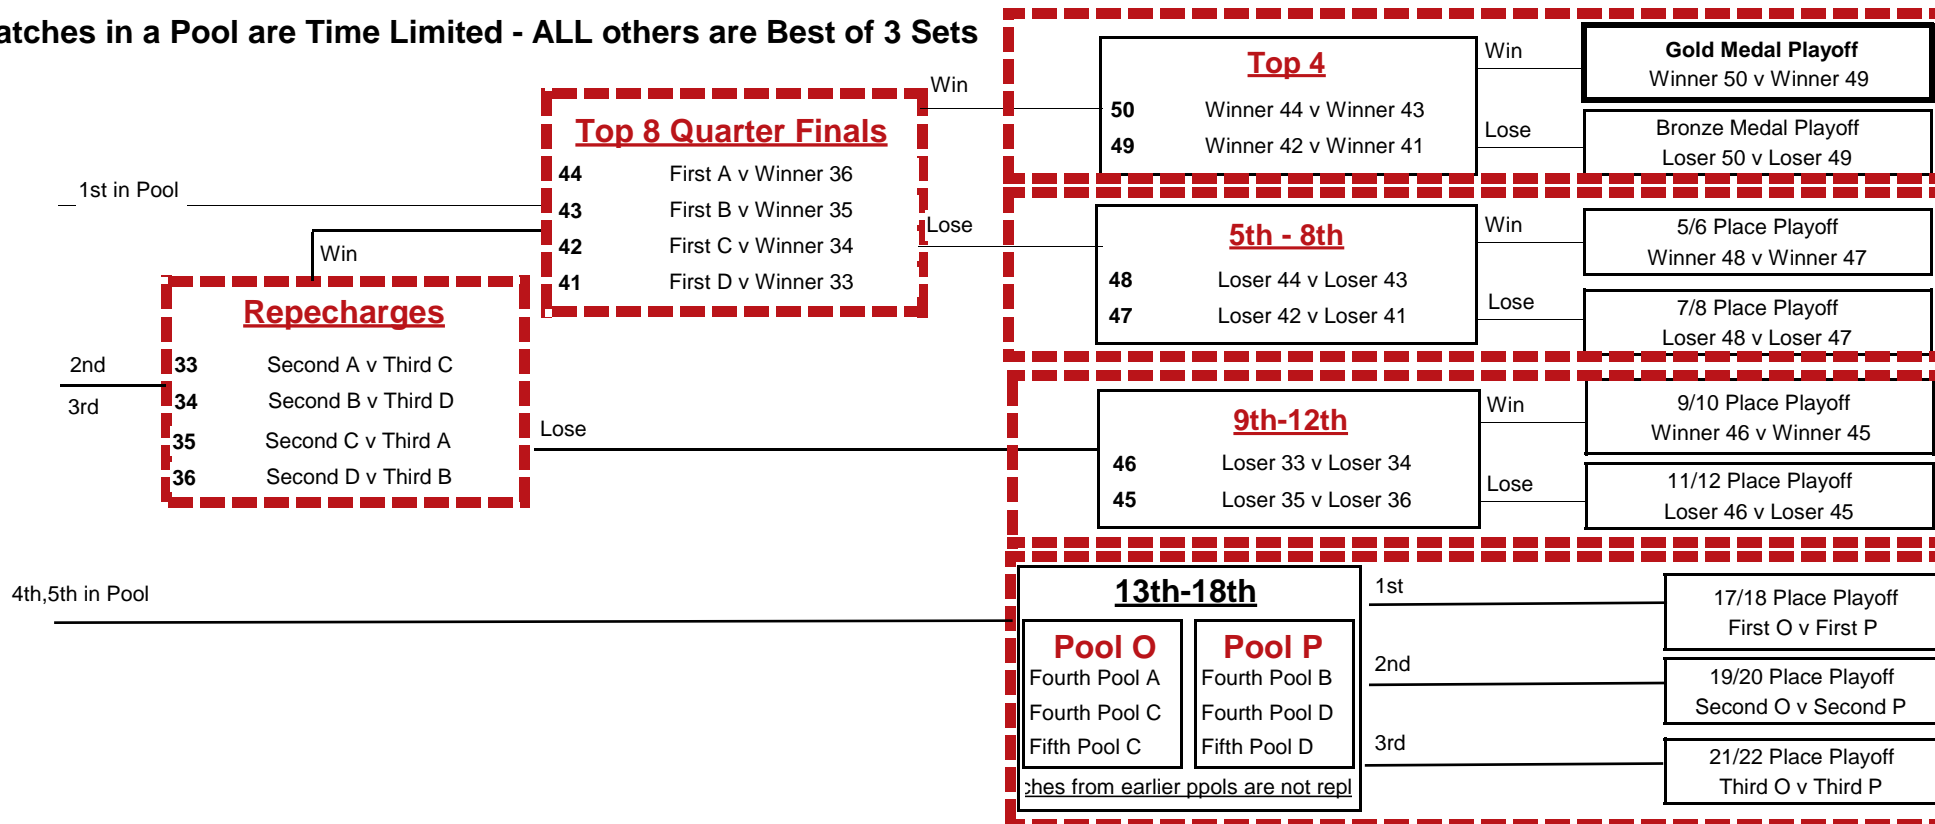 atches in a Pool are Time Limited - ALL others are Best of 3 Sets
1st in Pool
2nd
3rd
4th,5th in Pool
Repecharges
33 Second A v Third C
34 Second B v Third D
35 Second C v Third A
36 Second D v Third B
Win
Lose
Top 8 Quarter Finals
44 First A v Winner 36
43 First B v Winner 35
42 First C v Winner 34
41 First D v Winner 33
Win
Lose
Top 4
50 Winner 44 v Winner 43
49 Winner 42 v Winner 41
Win
Lose
Gold Medal Playoff
Winner 50 v Winner 49
Bronze Medal Playoff
Loser 50 v Loser 49
5th - 8th
48 Loser 44 v Loser 43
47 Loser 42 v Loser 41
Win
Lose
5/6 Place Playoff
Winner 48 v Winner 47
7/8 Place Playoff
Loser 48 v Loser 47
9th-12th
46 Loser 33 v Loser 34
45 Loser 35 v Loser 36
Win
Lose
9/10 Place Playoff
Winner 46 v Winner 45
11/12 Place Playoff
Loser 46 v Loser 45
13th-18th
Pool O
Fourth Pool A
Fourth Pool C
Fifth Pool C
Pool P
Fourth Pool B
Fourth Pool D
Fifth Pool D
ches from earlier ppols are not repl
1st
2nd
3rd
17/18 Place Playoff
First O v First P
19/20 Place Playoff
Second O v Second P
21/22 Place Playoff
Third O v Third P